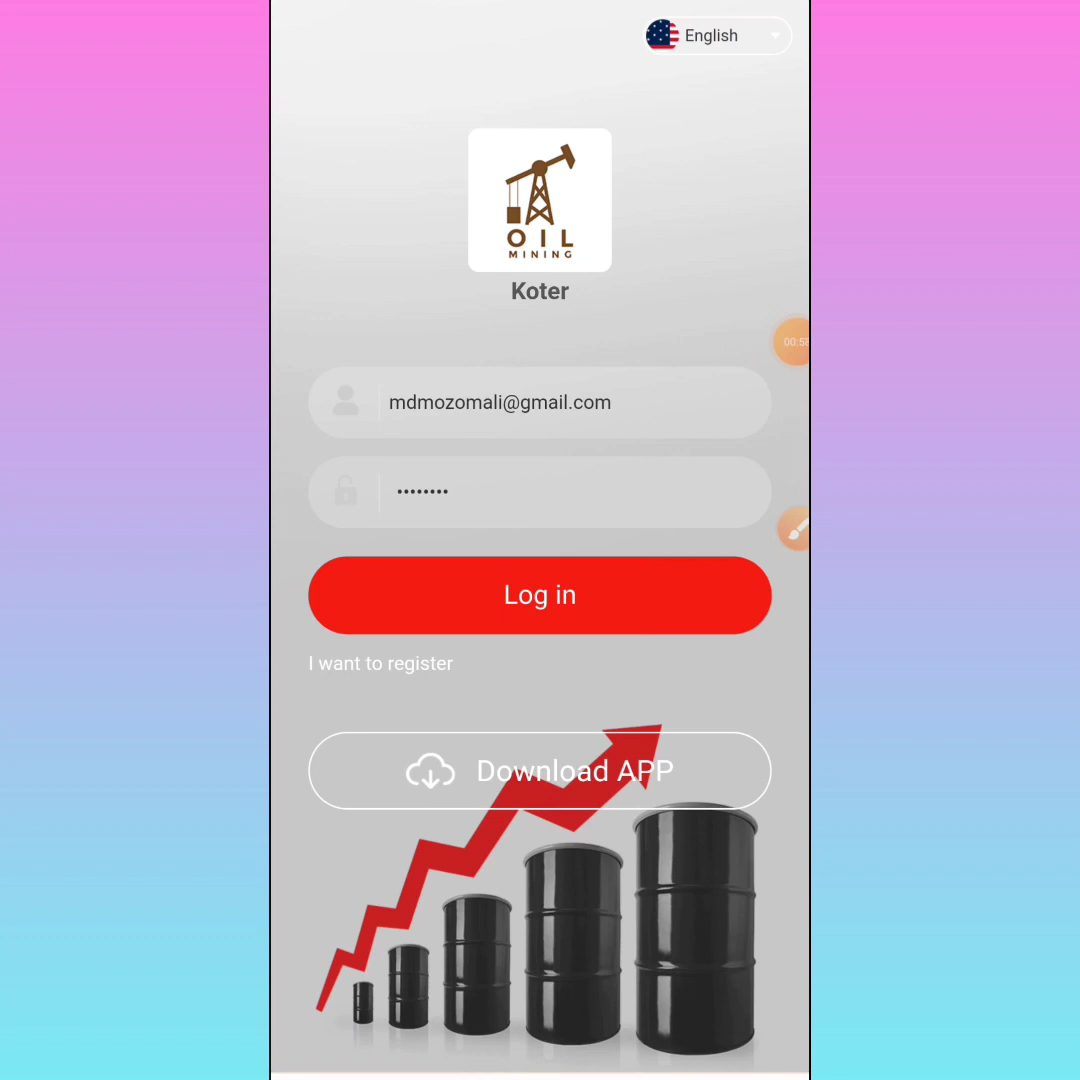 English
OIL
MINING
Koter
mdmozomali@gmail.com
••••••••
Log in
I want to register
Download APP